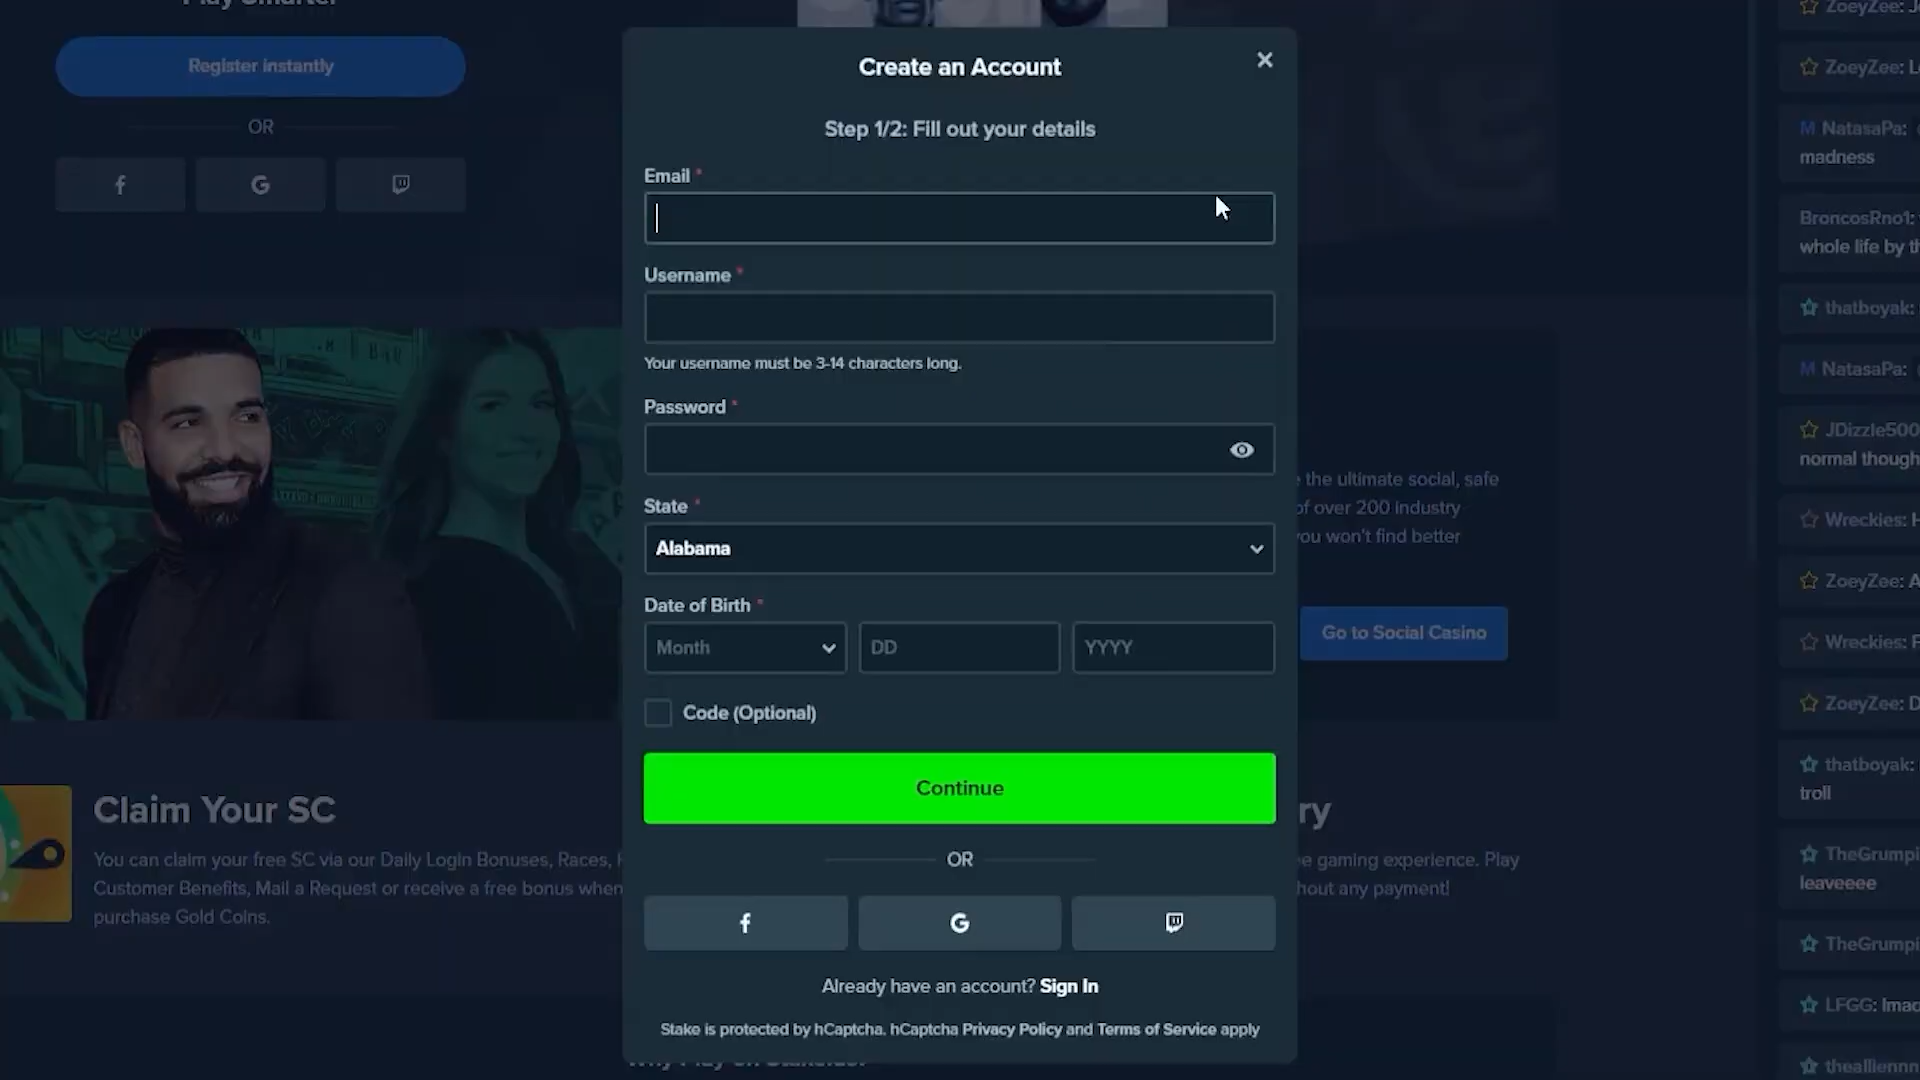 Register instantly
OR
Create an Account
Step 1/2: Fill out your details
Email *
Username *
Your username must be 3-14 characters long.
Password *
State *
Alabama
Date of Birth *
Month
DD
YYYY
Code (Optional)
Continue
OR
Already have an account? Sign In
Stake is protected by hCaptcha. hCaptcha Privacy Policy and Terms of Service apply
BAR
the ultimate social, safe
of over 200 industry
you won't find better
Go to Social Casino
Claim Your SC
You can claim your free SC via our Daily Login Bonuses, Races,
Customer Benefits, Mail a Request or receive a free bonus when
purchase Gold Coins.
gaming experience. Play
any payment!
ZoeyZee:
ZoeyZee:
M NatasaPa:
madness
BroncosRno1:
whole life by
thatboyak:
M NatasaPa:
JDizzle500
normal though
Wreckies:
ZoeyZee:
Wreckies:
ZoeyZee:
thatboyak:
troll
leaveeee
LFGG: